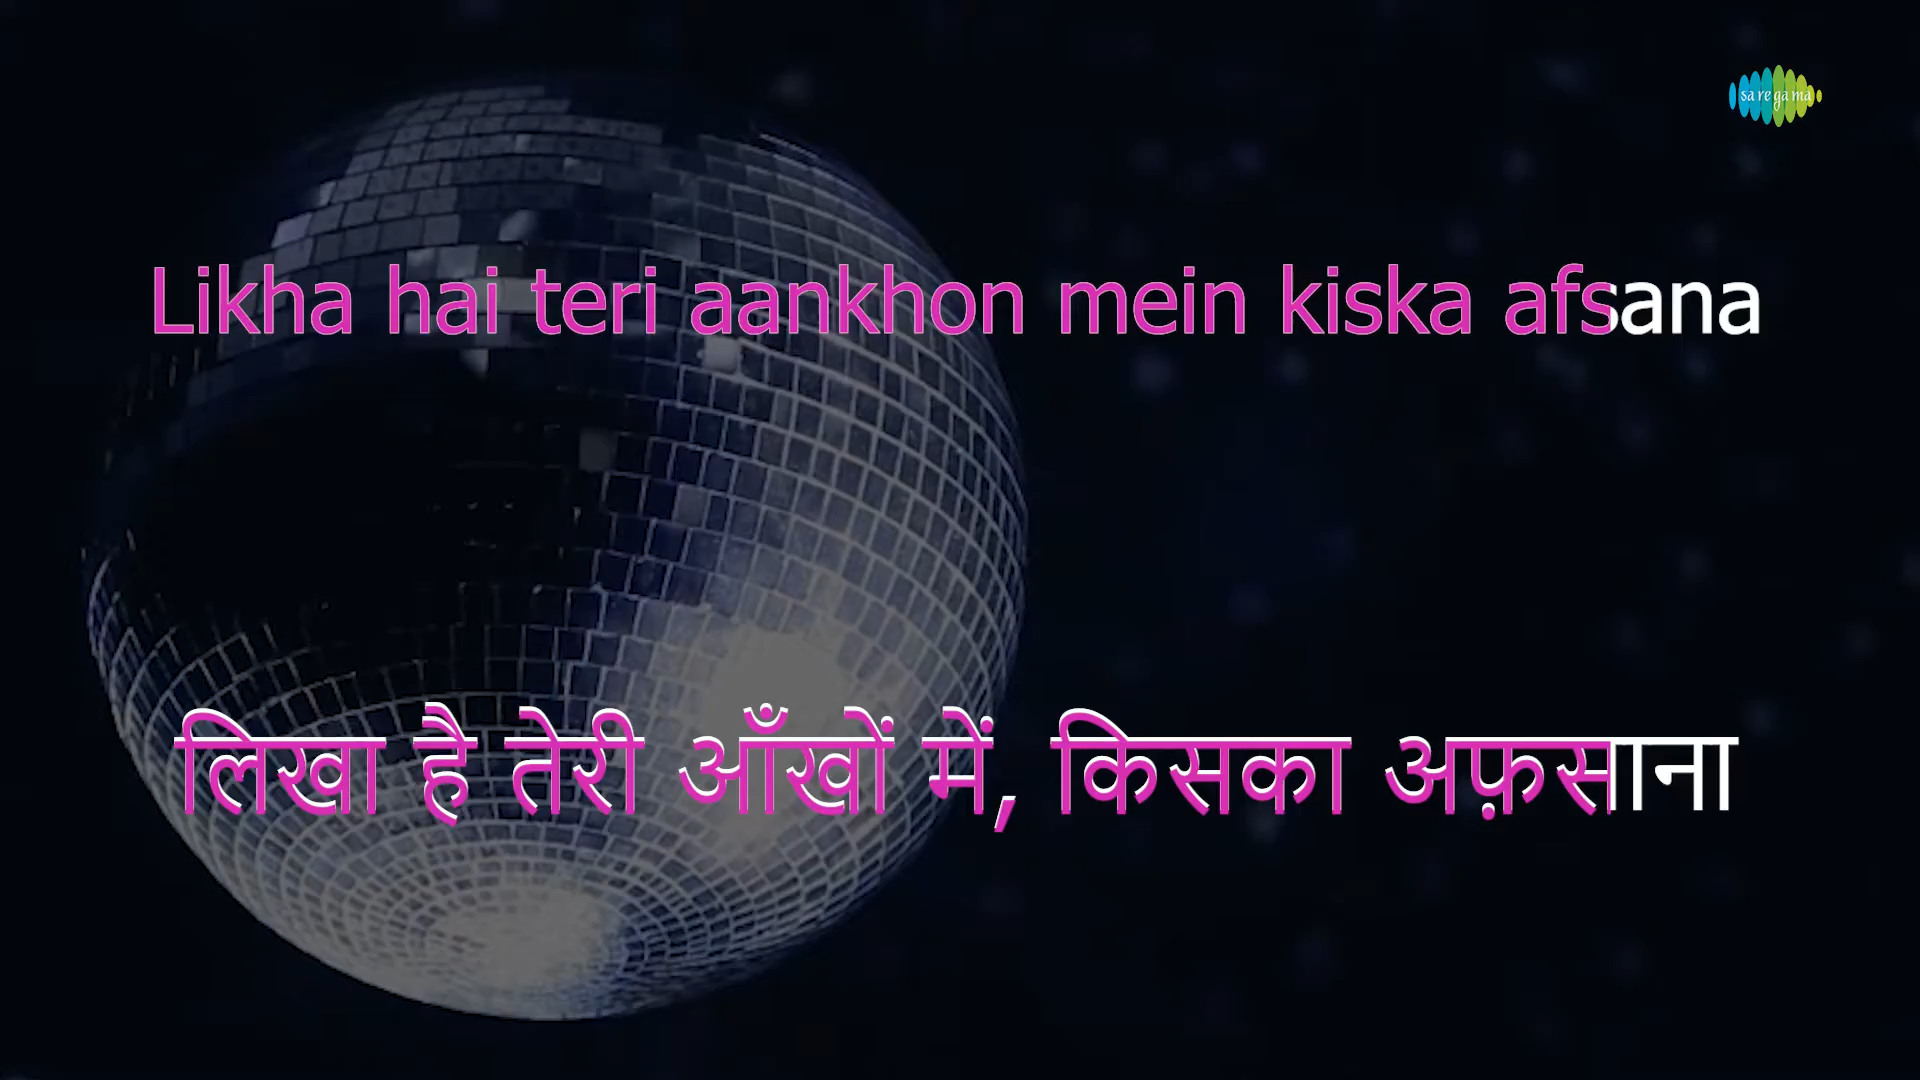 sa re ga ma
Likha hai teri aankhon mein kiska afsana
लिखा है तेरी आँखों में, किसका अफ़साना